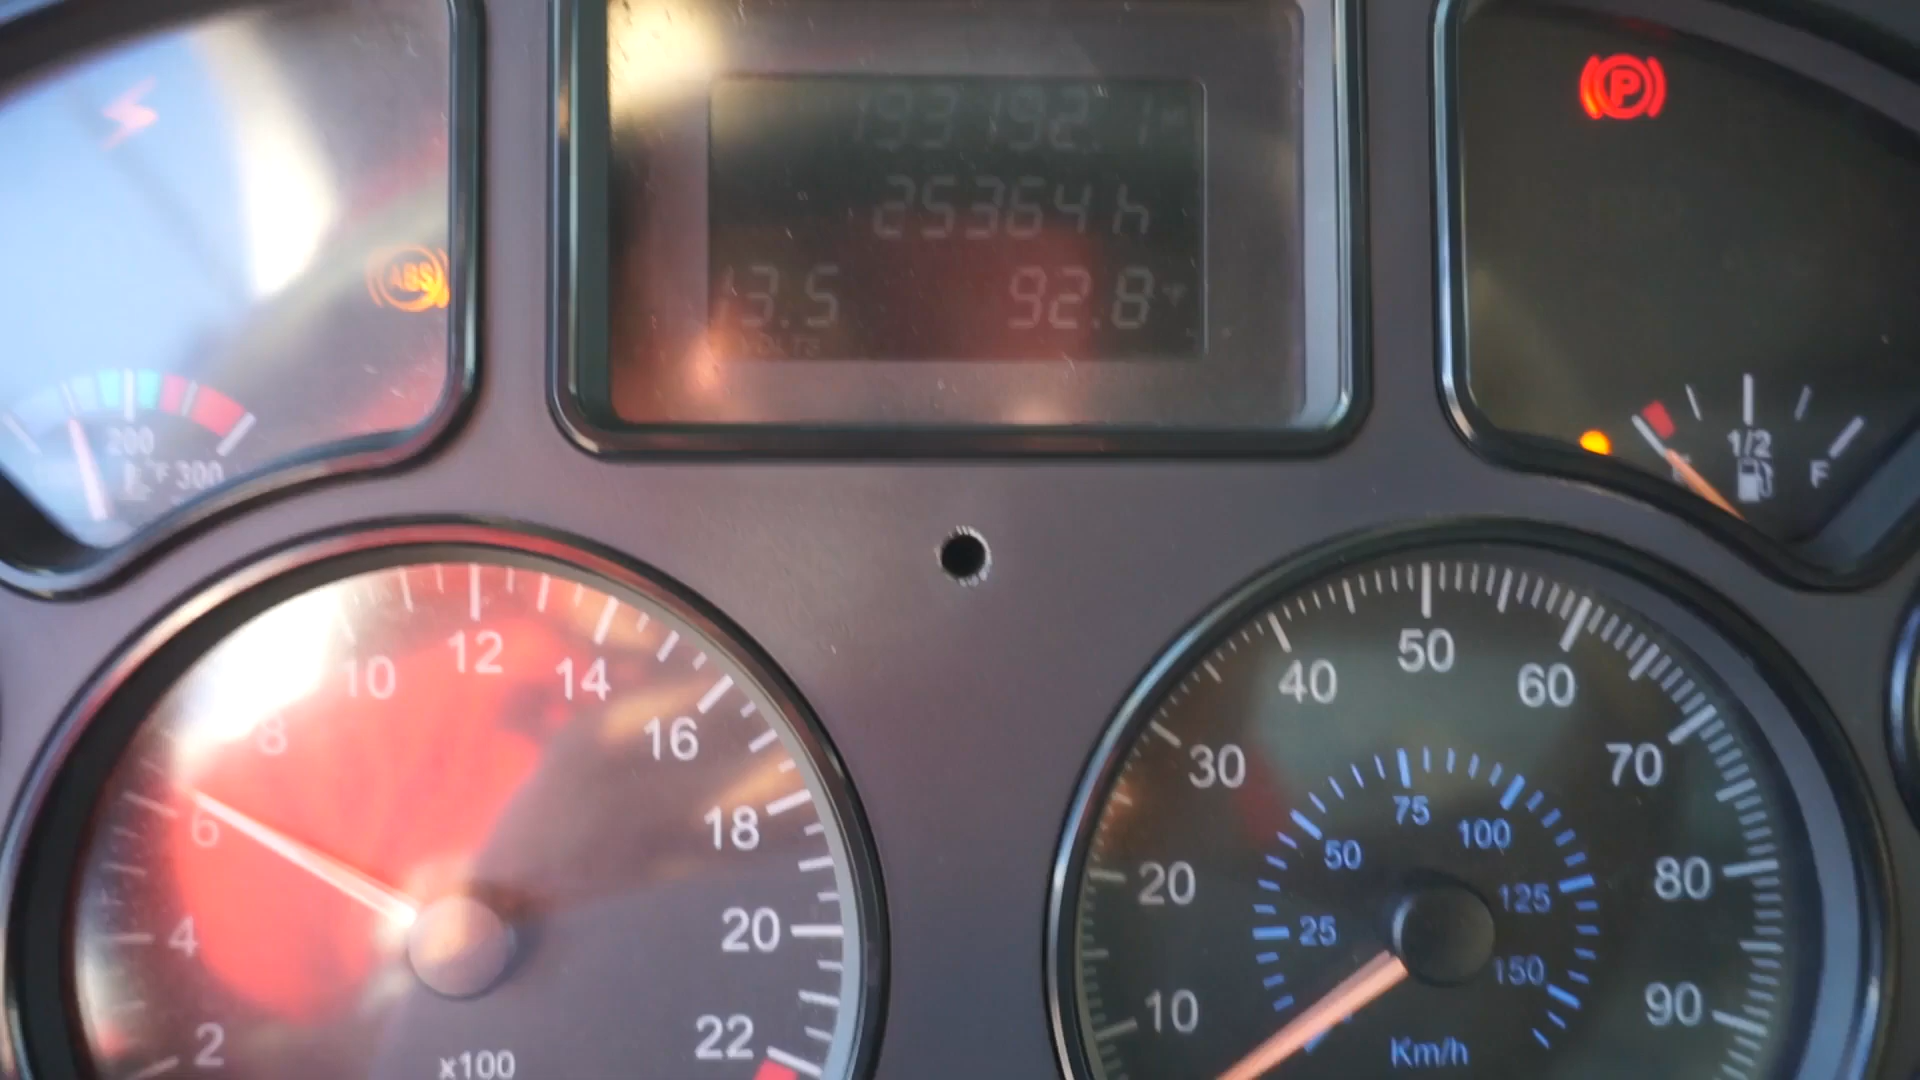 193192.1 MI
25364 h
13.5 92.8 °F
VOLTS
ABS
P
200
°F 300
1/2
E F
2 4 6 8 10 12 14 16 18 20 22
x100
10 20 30 40 50 60 70 80 90
25 50 75 100 125 150
Km/h